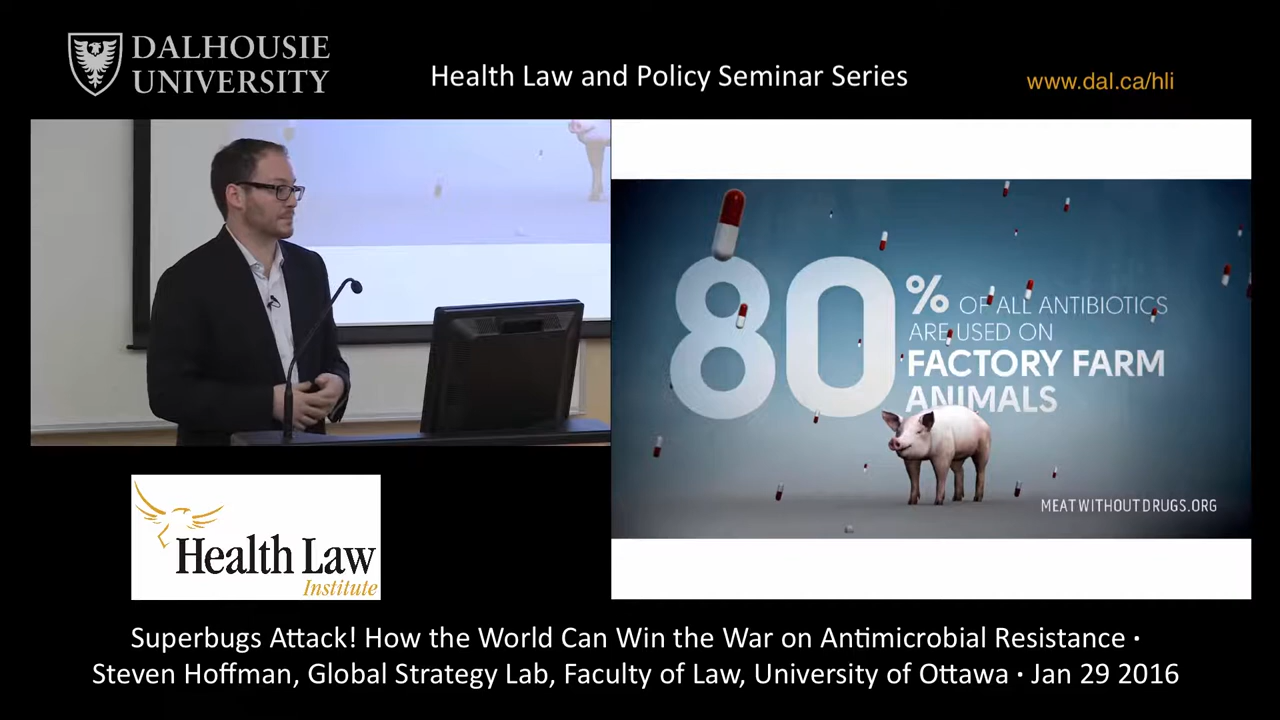 DALHOUSIE
UNIVERSITY
Health Law and Policy Seminar Series
www.dal.ca/hli
80% OF ALL ANTIBIOTICS
ARE USED ON
FACTORY FARM
ANIMALS
MEATWITHOUTDRUGS.ORG
Health Law
Institute
Superbugs Attack! How the World Can Win the War on Antimicrobial Resistance •
Steven Hoffman, Global Strategy Lab, Faculty of Law, University of Ottawa • Jan 29 2016